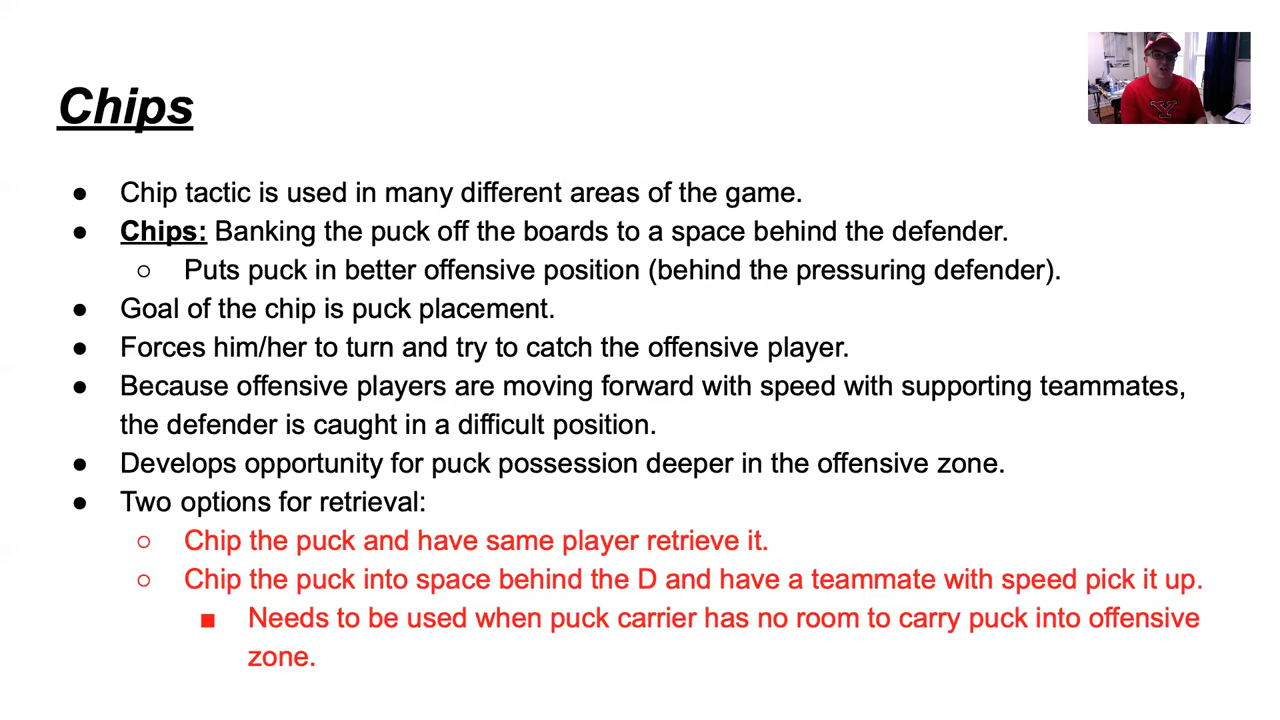 Chips
● Chip tactic is used in many different areas of the game.
● Chips: Banking the puck off the boards to a space behind the defender.
○ Puts puck in better offensive position (behind the pressuring defender).
● Goal of the chip is puck placement.
● Forces him/her to turn and try to catch the offensive player.
● Because offensive players are moving forward with speed with supporting teammates,
the defender is caught in a difficult position.
● Develops opportunity for puck possession deeper in the offensive zone.
● Two options for retrieval:
○ Chip the puck and have same player retrieve it.
○ Chip the puck into space behind the D and have a teammate with speed pick it up.
■ Needs to be used when puck carrier has no room to carry puck into offensive
zone.
Y